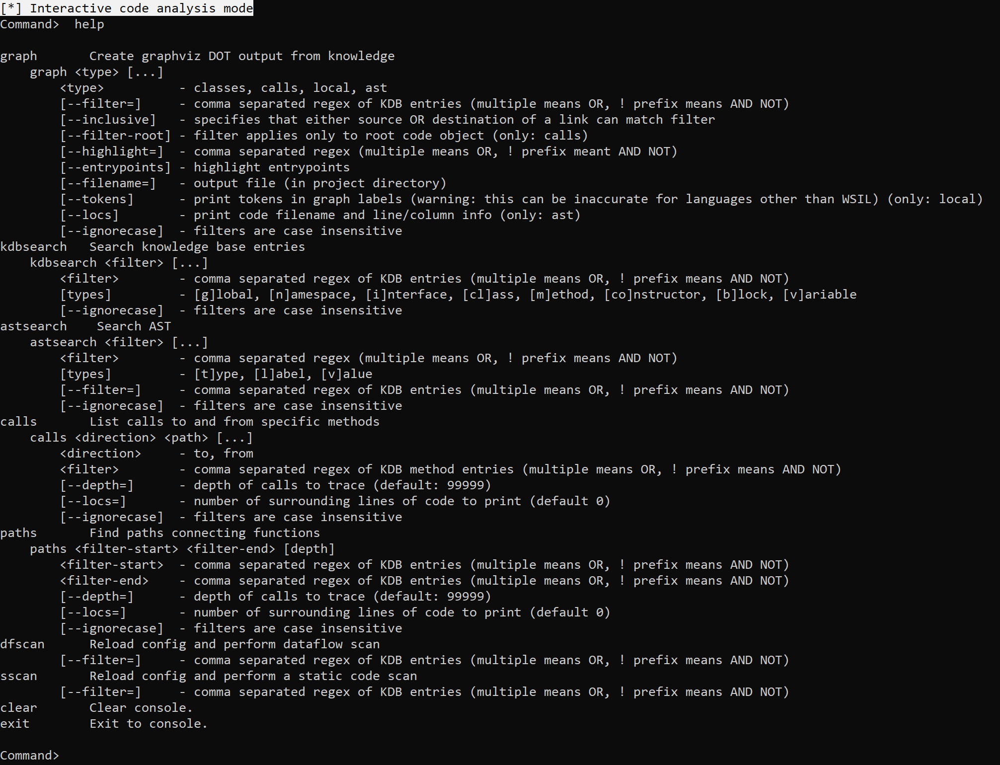 [*] Interactive code analysis mode
Command>  help

graph       Create graphviz DOT output from knowledge
    graph <type> [...]
        <type>          - classes, calls, local, ast
        [--filter=]     - comma separated regex of KDB entries (multiple means OR, ! prefix means AND NOT)
        [--inclusive]   - specifies that either source OR destination of a link can match filter
        [--filter-root] - filter applies only to root code object (only: calls)
        [--highlight=]  - comma separated regex (multiple means OR, ! prefix meant AND NOT)
        [--entrypoints] - highlight entrypoints
        [--filename=]   - output file (in project directory)
        [--tokens]      - print tokens in graph labels (warning: this can be inaccurate for languages other than WSIL) (only: local)
        [--locs]        - print code filename and line/column info (only: ast)
        [--ignorecase]  - filters are case insensitive
kdbsearch   Search knowledge base entries
    kdbsearch <filter> [...]
        <filter>        - comma separated regex of KDB entries (multiple means OR, ! prefix means AND NOT)
        [types]         - [g]lobal, [n]amespace, [i]nterface, [cl]ass, [m]ethod, [co]nstructor, [b]lock, [v]ariable
        [--ignorecase]  - filters are case insensitive
astsearch    Search AST
    astsearch <filter> [...]
        <filter>        - comma separated regex (multiple means OR, ! prefix means AND NOT)
        [types]         - [t]ype, [l]abel, [v]alue
        [--filter=]     - comma separated regex of KDB entries (multiple means OR, ! prefix means AND NOT)
        [--ignorecase]  - filters are case insensitive
calls       List calls to and from specific methods
    calls <direction> <path> [...]
        <direction>     - to, from
        <filter>        - comma separated regex of KDB method entries (multiple means OR, ! prefix means AND NOT)
        [--depth=]      - depth of calls to trace (default: 99999)
        [--locs=]       - number of surrounding lines of code to print (default 0)
        [--ignorecase]  - filters are case insensitive
paths       Find paths connecting functions
    paths <filter-start> <filter-end> [depth]
        <filter-start>  - comma separated regex of KDB entries (multiple means OR, ! prefix means AND NOT)
        <filter-end>    - comma separated regex of KDB entries (multiple means OR, ! prefix means AND NOT)
        [--depth=]      - depth of calls to trace (default: 99999)
        [--locs=]       - number of surrounding lines of code to print (default 0)
        [--ignorecase]  - filters are case insensitive
dfscan      Reload config and perform dataflow scan
        [--filter=]     - comma separated regex of KDB entries (multiple means OR, ! prefix means AND NOT)
sscan       Reload config and perform a static code scan
        [--filter=]     - comma separated regex of KDB entries (multiple means OR, ! prefix means AND NOT)
clear       Clear console.
exit        Exit to console.

Command>